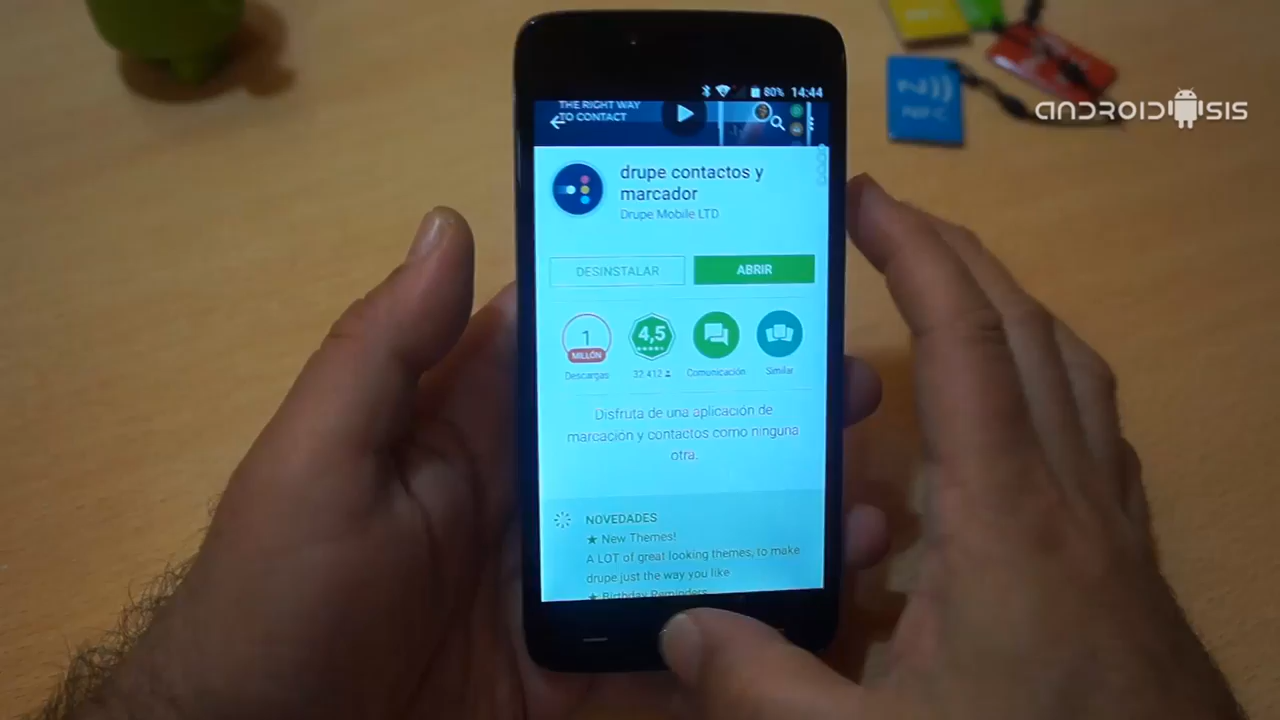 ANDROIDSIS
80% 14:44
THE RIGHT WAY
TO CONTACT
drupe contactos y
marcador
Drupe Mobile LTD
DESINSTALAR
ABRIR
1
MILLÓN
4,5
Descargas
32.412
Comunicación
Similar
Disfruta de una aplicación de
marcación y contactos como ninguna
otra.
NOVEDADES
★ New Themes!
A LOT of great looking themes, to make
drupe just the way you like
★ Birthday Reminders